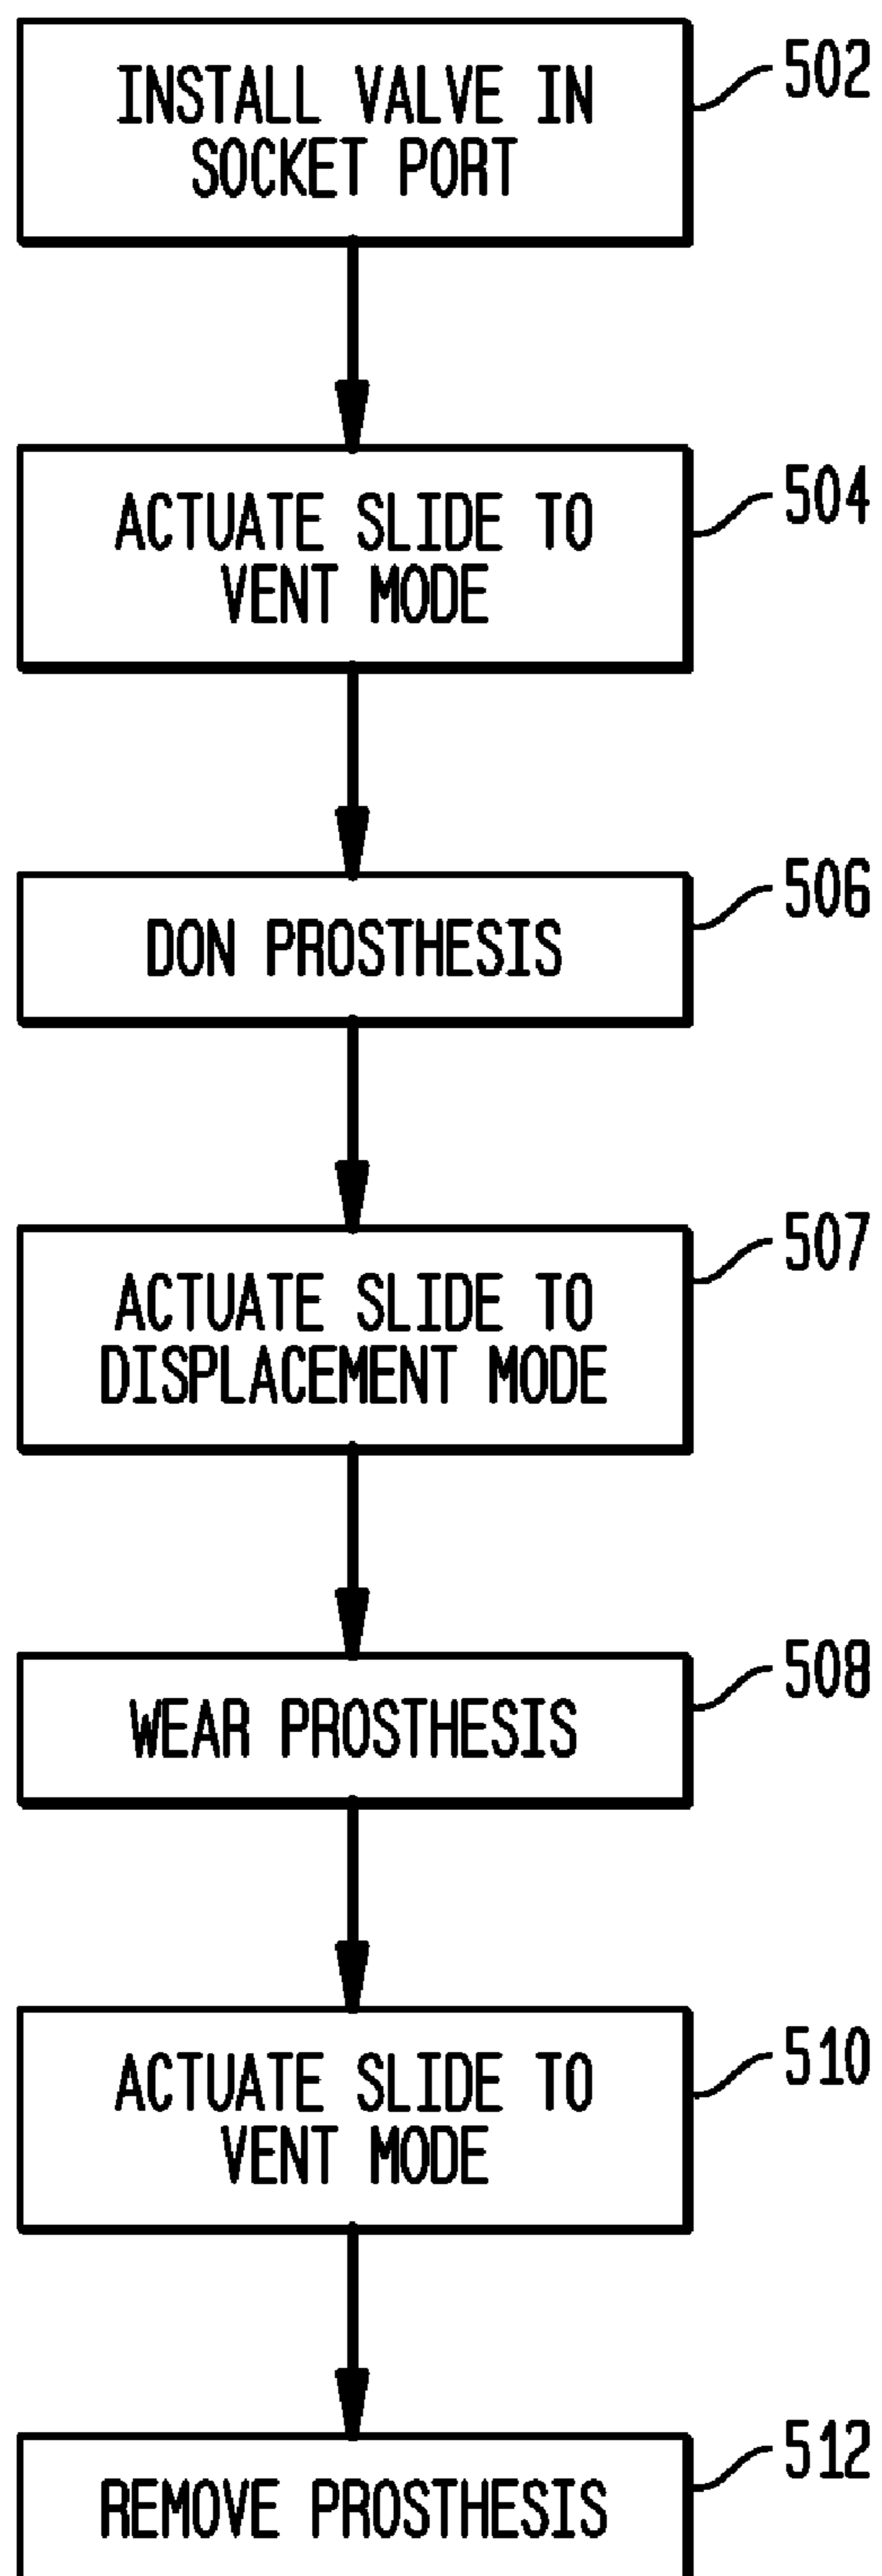 INSTALL VALVE IN
SOCKET PORT
502
ACTUATE SLIDE TO
VENT MODE
504
DON PROSTHESIS
506
ACTUATE SLIDE TO
DISPLACEMENT MODE
507
WEAR PROSTHESIS
508
ACTUATE SLIDE TO
VENT MODE
510
REMOVE PROSTHESIS
512